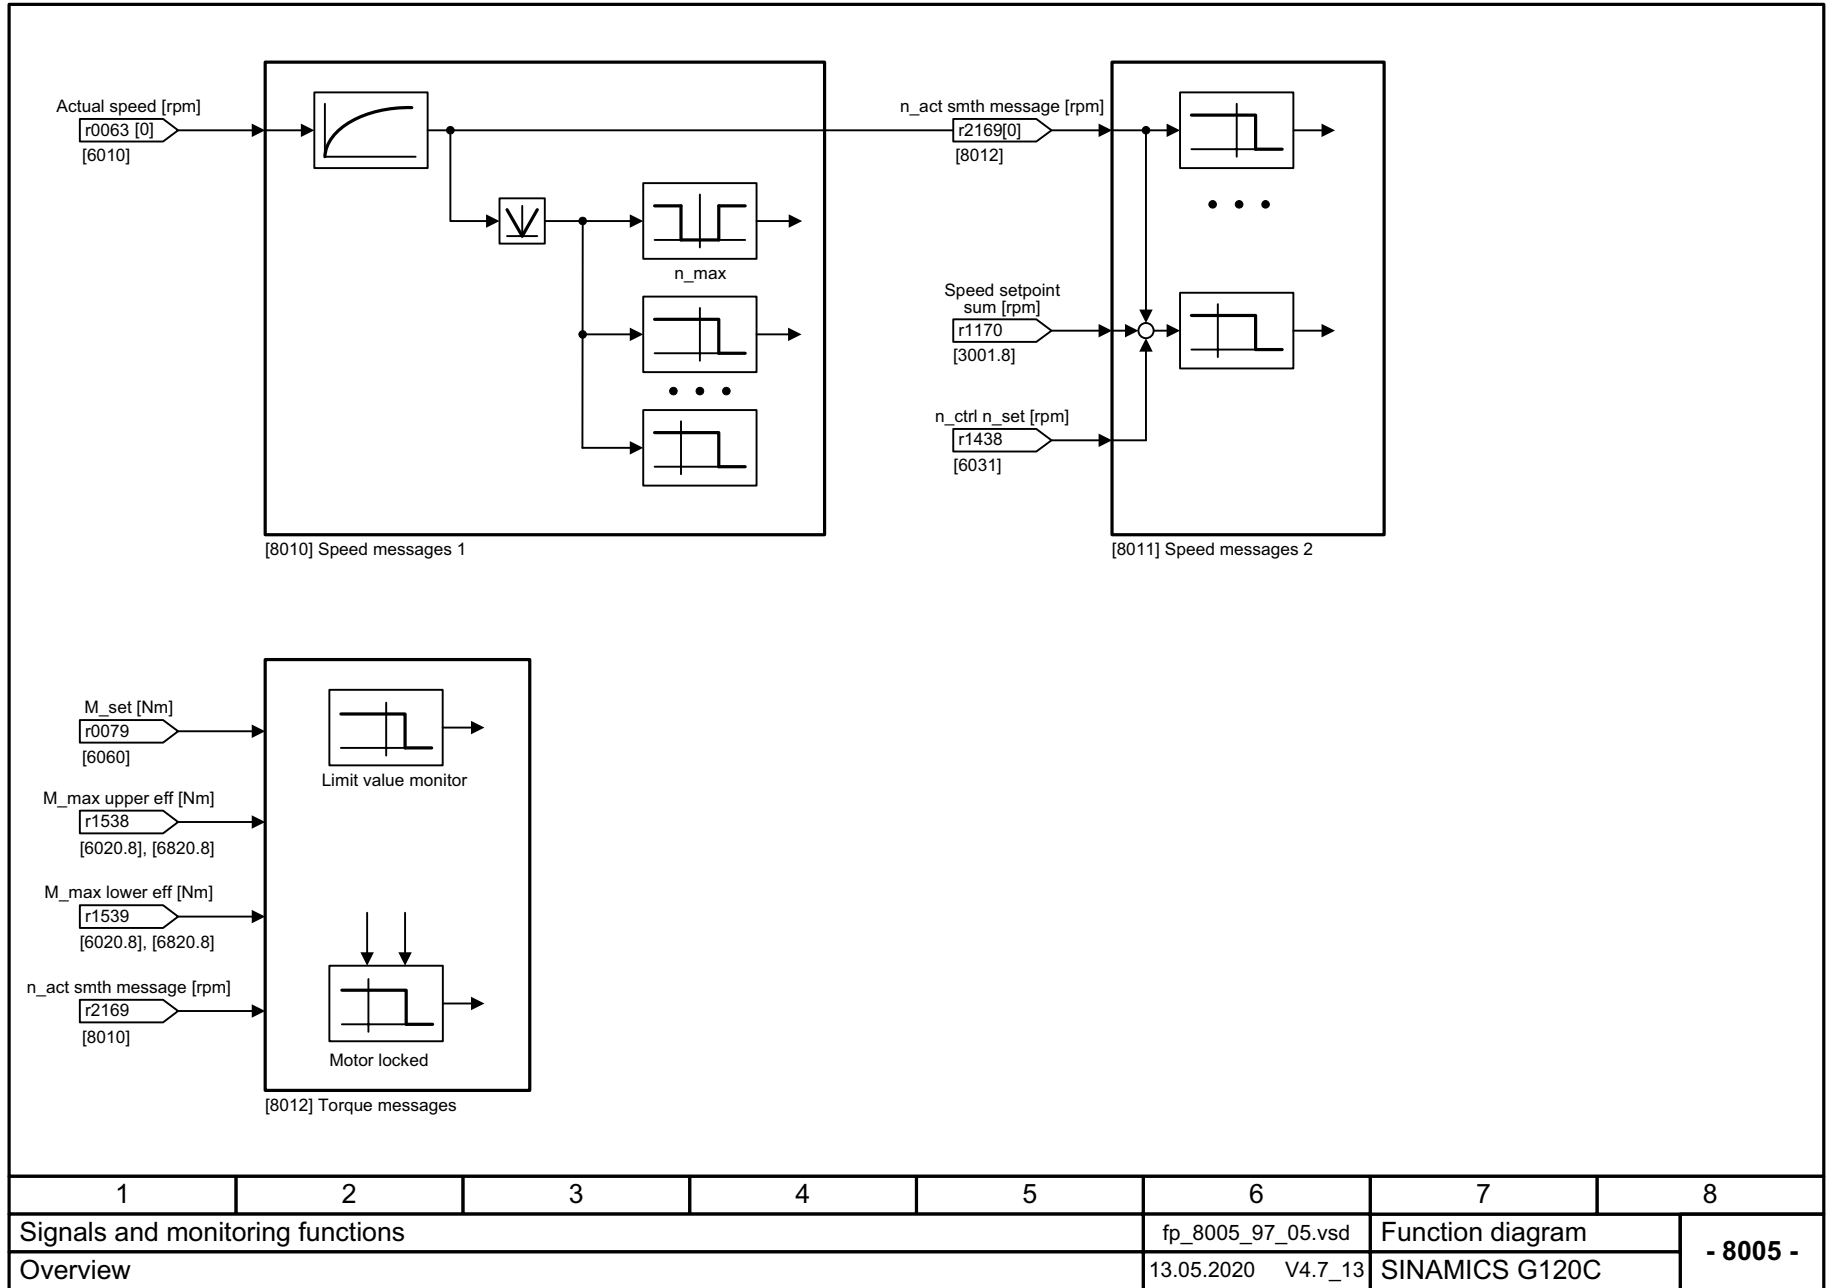 Actual speed [rpm]
r0063 [0]
[6010]
n_max
[8010] Speed messages 1
n_act smth message [rpm]
r2169[0]
[8012]
Speed setpoint
sum [rpm]
r1170
[3001.8]
n_ctrl n_set [rpm]
r1438
[6031]
[8011] Speed messages 2
M_set [Nm]
r0079
[6060]
M_max upper eff [Nm]
r1538
[6020.8], [6820.8]
M_max lower eff [Nm]
r1539
[6020.8], [6820.8]
n_act smth message [rpm]
r2169
[8010]
Limit value monitor
Motor locked
[8012] Torque messages
1 2 3 4 5 6 7 8
Signals and monitoring functions fp_8005_97_05.vsd Function diagram
- 8005 -
Overview 13.05.2020 V4.7_13 SINAMICS G120C